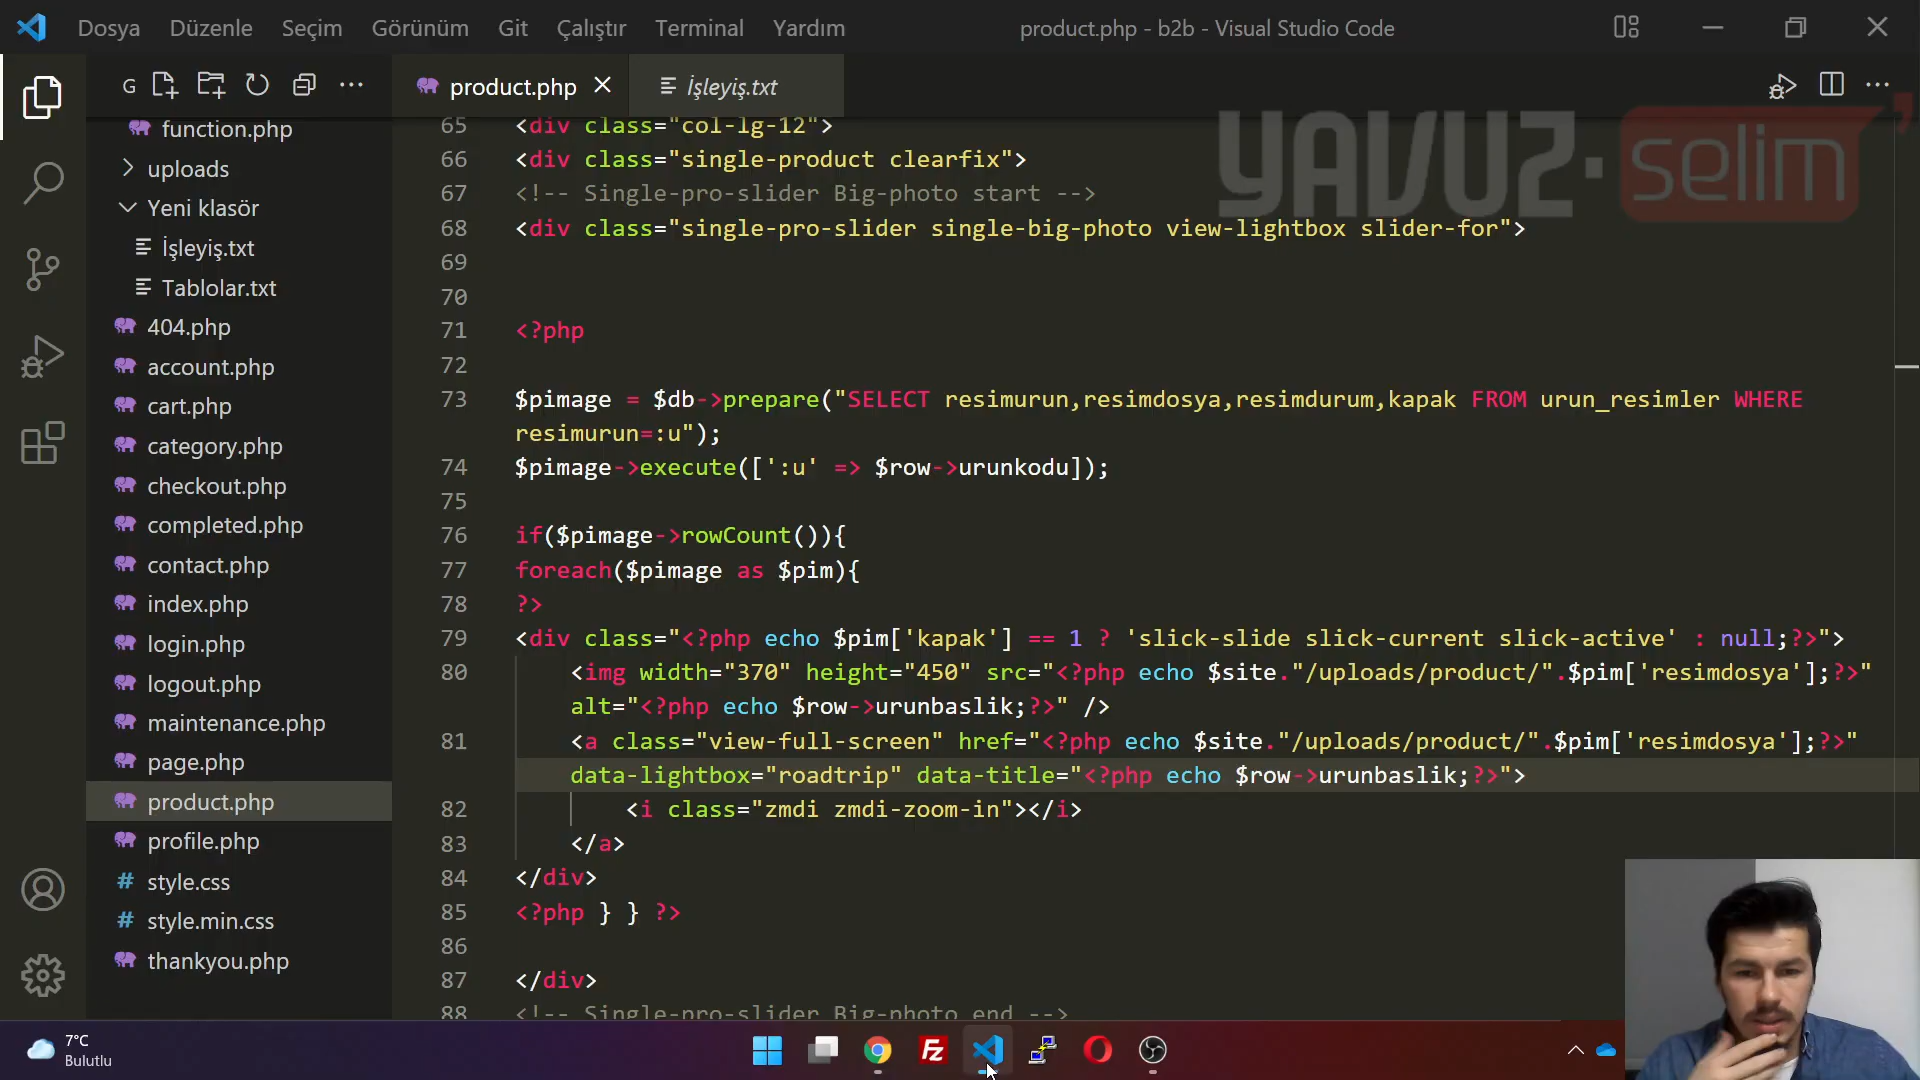 Dosya Düzenle Seçim Görünüm Git Çalıştır Terminal Yardım product.php - b2b - Visual Studio Code
G product.php İşleyiş.txt
YAVUZ selim
function.php
uploads
Yeni klasör
İşleyiş.txt
Tablolar.txt
404.php
account.php
cart.php
category.php
checkout.php
completed.php
contact.php
index.php
login.php
logout.php
maintenance.php
page.php
product.php
profile.php
# style.css
# style.min.css
thankyou.php
65 <div class="col-lg-12">
66 <div class="single-product clearfix">
67 <!-- Single-pro-slider Big-photo start -->
68 <div class="single-pro-slider single-big-photo view-lightbox slider-for">
69
70
71 <?php
72
73 $pimage = $db->prepare("SELECT resimurun,resimdosya,resimdurum,kapak FROM urun_resimler WHERE
resimurun=:u");
74 $pimage->execute([':u' => $row->urunkodu]);
75
76 if($pimage->rowCount()){
77 foreach($pimage as $pim){
78 ?>
79 <div class="<?php echo $pim['kapak'] == 1 ? 'slick-slide slick-current slick-active' : null;?>">
80 <img width="370" height="450" src="<?php echo $site."/uploads/product/".$pim['resimdosya'];?>"
alt="<?php echo $row->urunbaslik;?>" />
81 <a class="view-full-screen" href="<?php echo $site."/uploads/product/".$pim['resimdosya'];?>"
data-lightbox="roadtrip" data-title="<?php echo $row->urunbaslik;?>">
82 <i class="zmdi zmdi-zoom-in"></i>
83 </a>
84 </div>
85 <?php } } ?>
86
87 </div>
88 <!-- Single-pro-slider Big-photo end -->
7°C
Bulutlu
Fz